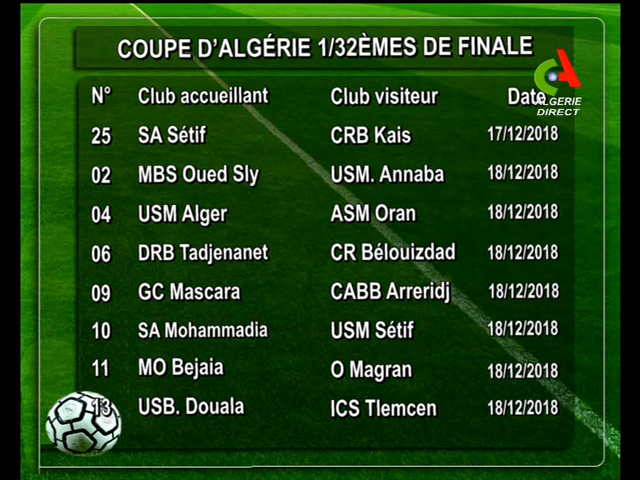 COUPE D'ALGÉRIE 1/32ÈMES DE FINALE
N° Club accueillant Club visiteur Date
ALGERIE
DIRECT
25 SA Sétif CRB Kais 17/12/2018
02 MBS Oued Sly USM. Annaba 18/12/2018
04 USM Alger ASM Oran 18/12/2018
06 DRB Tadjenanet CR Bélouizdad 18/12/2018
09 GC Mascara CABB Arreridj 18/12/2018
10 SA Mohammadia USM Sétif 18/12/2018
11 MO Bejaia O Magran 18/12/2018
13 USB. Douala ICS Tlemcen 18/12/2018